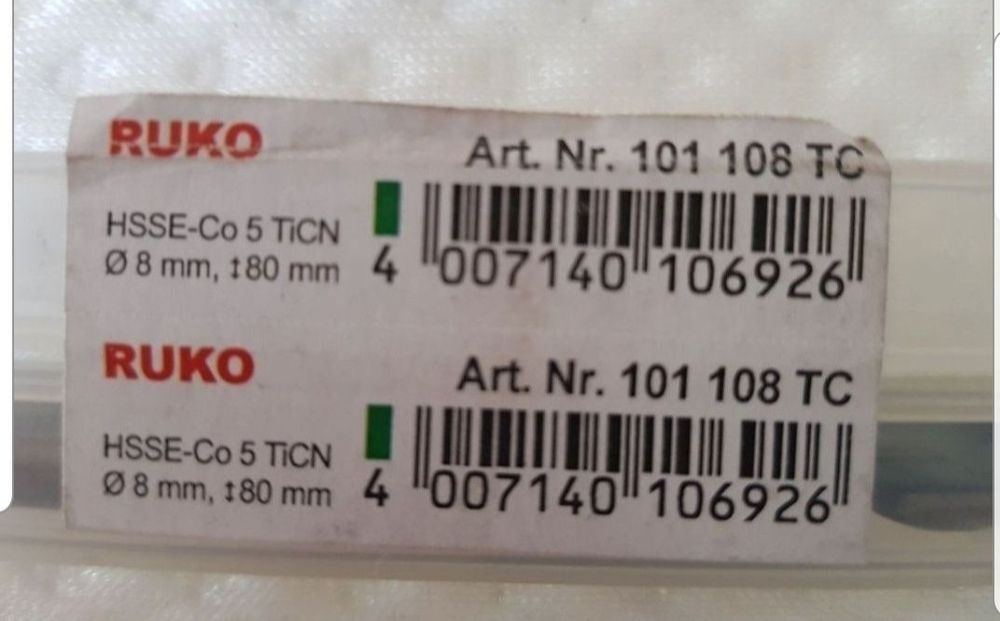 RUKO
Art. Nr. 101 108 TC
HSSE-Co 5 TiCN
Ø 8 mm, ↕80 mm
4 007140 106926
RUKO
Art. Nr. 101 108 TC
HSSE-Co 5 TiCN
Ø 8 mm, ↕80 mm
4 007140 106926